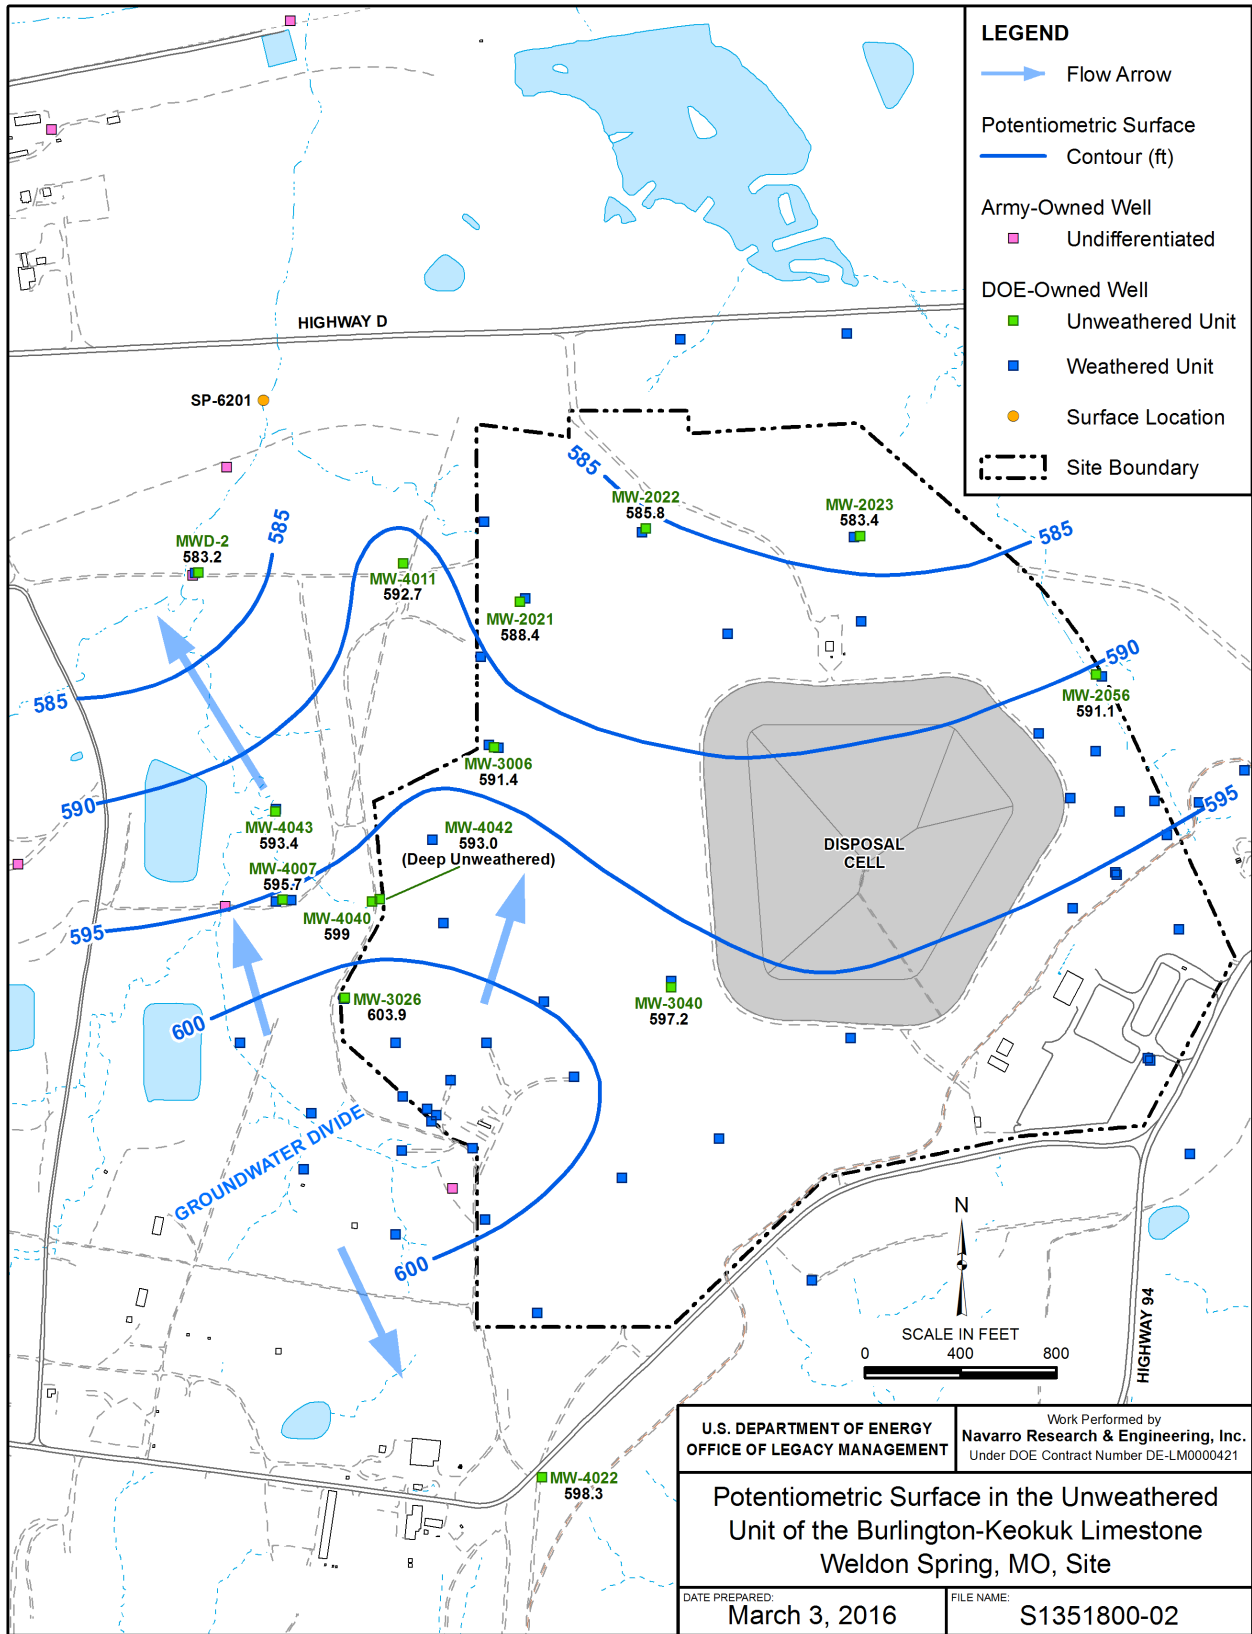 LEGEND
Flow Arrow
Potentiometric Surface
Contour (ft)
Army-Owned Well
Undifferentiated
DOE-Owned Well
Unweathered Unit
Weathered Unit
Surface Location
Site Boundary
HIGHWAY D
SP-6201
585
MW-2022
585.8
MW-2023
583.4
585
585
MWD-2
583.2
MW-4011
592.7
MW-2021
588.4
590
MW-2056
591.1
585
MW-3006
591.4
590
595
MW-4043
593.4
MW-4042
593.0
(Deep Unweathered)
DISPOSAL
CELL
MW-4007
595.7
MW-4040
599
595
MW-3026
603.9
MW-3040
597.2
600
GROUNDWATER DIVIDE
600
N
SCALE IN FEET
0 400 800
HIGHWAY 94
MW-4022
598.3
U.S. DEPARTMENT OF ENERGY
OFFICE OF LEGACY MANAGEMENT
Work Performed by
Navarro Research & Engineering, Inc.
Under DOE Contract Number DE-LM0000421
Potentiometric Surface in the Unweathered
Unit of the Burlington-Keokuk Limestone
Weldon Spring, MO, Site
DATE PREPARED:
March 3, 2016
FILE NAME:
S1351800-02